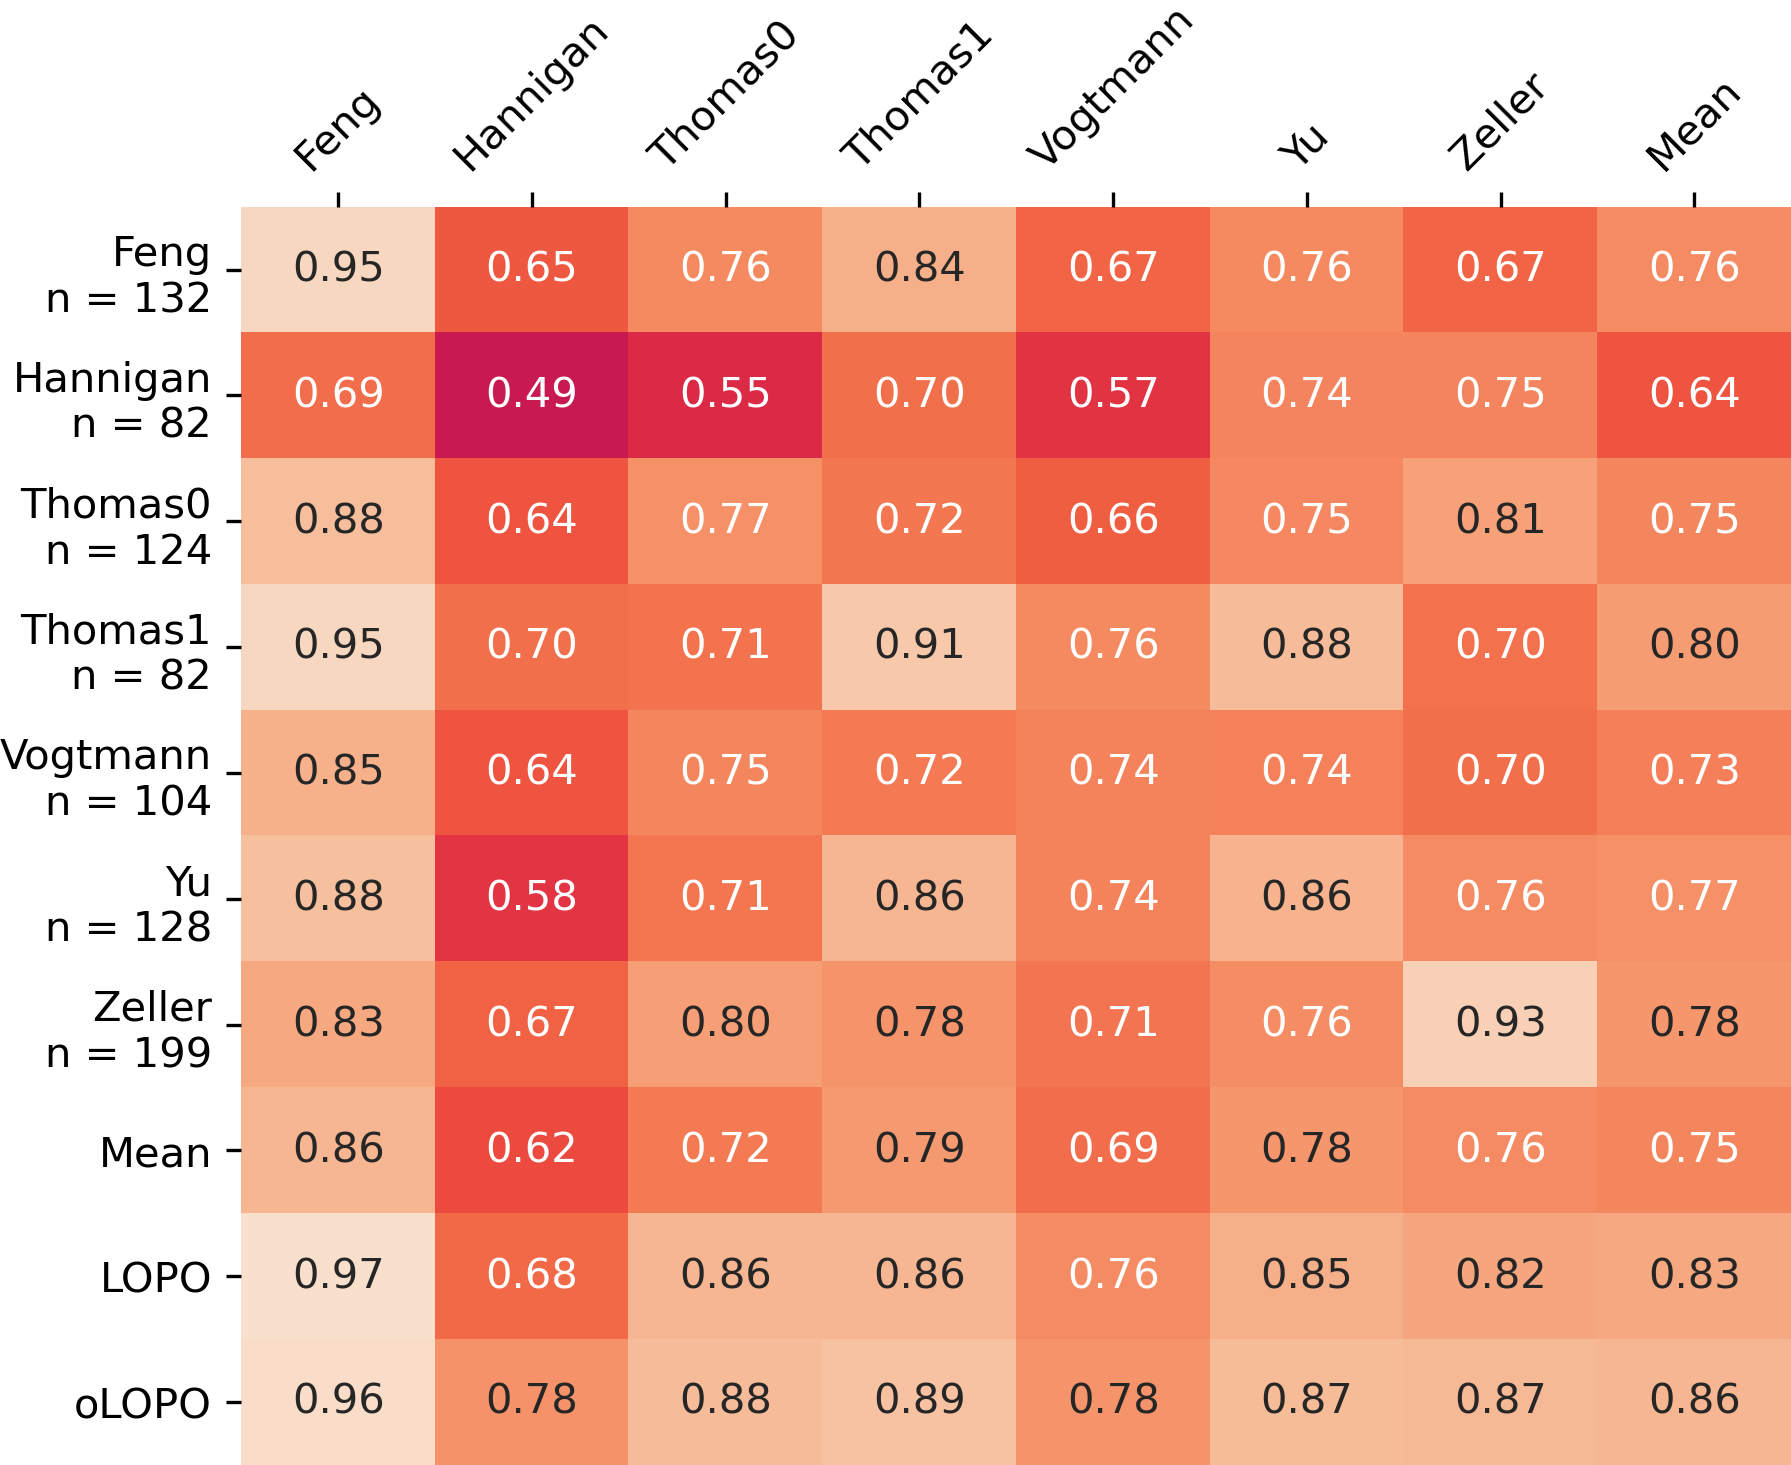 Feng Hannigan Thomas0 Thomas1 Vogtmann Yu Zeller Mean
Feng
n = 132
0.95 0.65 0.76 0.84 0.67 0.76 0.67 0.76
Hannigan
n = 82
0.69 0.49 0.55 0.70 0.57 0.74 0.75 0.64
Thomas0
n = 124
0.88 0.64 0.77 0.72 0.66 0.75 0.81 0.75
Thomas1
n = 82
0.95 0.70 0.71 0.91 0.76 0.88 0.70 0.80
Vogtmann
n = 104
0.85 0.64 0.75 0.72 0.74 0.74 0.70 0.73
Yu
n = 128
0.88 0.58 0.71 0.86 0.74 0.86 0.76 0.77
Zeller
n = 199
0.83 0.67 0.80 0.78 0.71 0.76 0.93 0.78
Mean 0.86 0.62 0.72 0.79 0.69 0.78 0.76 0.75
LOPO 0.97 0.68 0.86 0.86 0.76 0.85 0.82 0.83
oLOPO 0.96 0.78 0.88 0.89 0.78 0.87 0.87 0.86